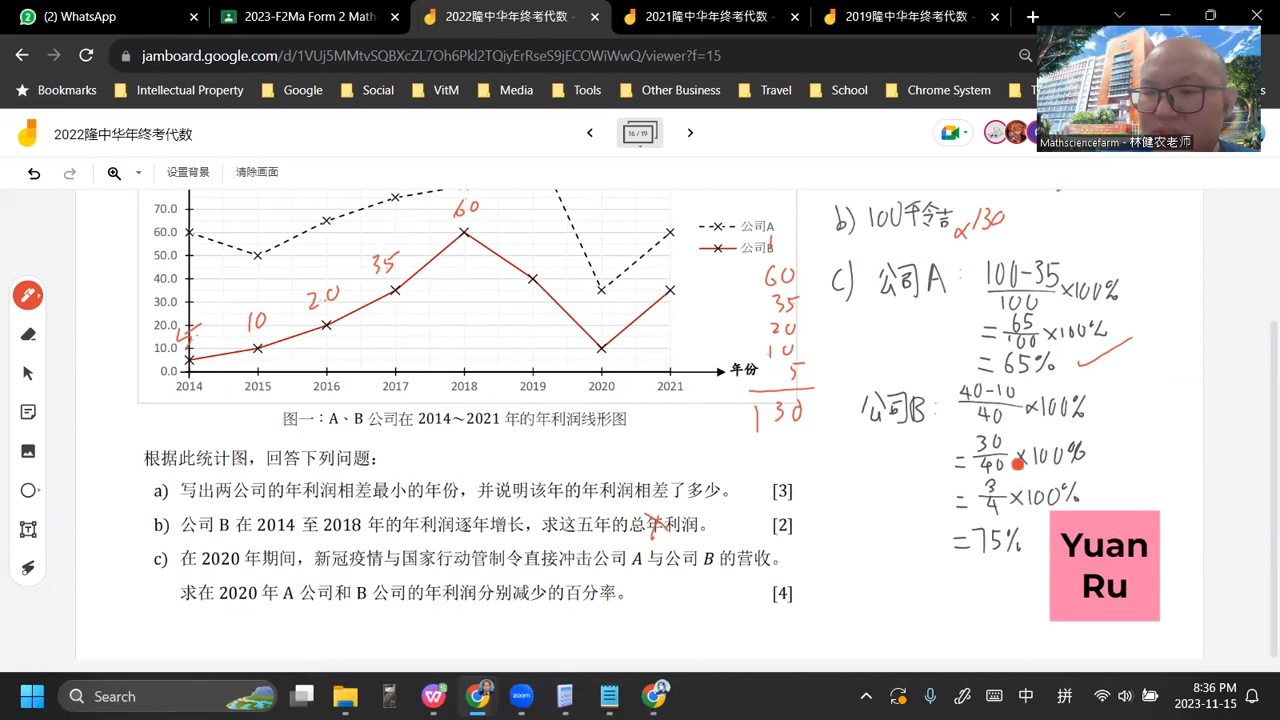 (2) WhatsApp
2023-F2Ma Form 2 Math
2022隆中华年终考代数
2021隆中华年终考代数
2019隆中华年终考代数
Bookmarks
Intellectual Property
Google
VitM
Media
Tools
Other Business
Travel
School
Chrome System
Mathsciencefarm - 林健农老师
2022隆中华年终考代数
16 / 19
设置背景
清除画面
70.0
60.0
50.0
40.0
30.0
20.0
10.0
0.0
2014 2015 2016 2017 2018 2019 2020 2021
年份
公司A
公司B
5
10
20
35
60
60
35
20
10
5
130
图一：A、B 公司在 2014～2021 年的年利润线形图
根据此统计图，回答下列问题：
a) 写出两公司的年利润相差最小的年份，并说明该年的年利润相差了多少。 [3]
b) 公司 B 在 2014 至 2018 年的年利润逐年增长，求这五年的总年利润。 [2]
c) 在 2020 年期间，新冠疫情与国家行动管制令直接冲击公司 A 与公司 B 的营收。
求在 2020 年 A 公司和 B 公司的年利润分别减少的百分率。 [4]
b) 100千令吉 130
c) 公司A： 100-35/100 ×100%
= 65/100 ×100%
= 65%
公司B： 40-10/40 ×100%
= 30/40 ×100%
= 3/4 ×100%
= 75%
Yuan
Ru
Search
中
拼
8:36 PM
2023-11-15